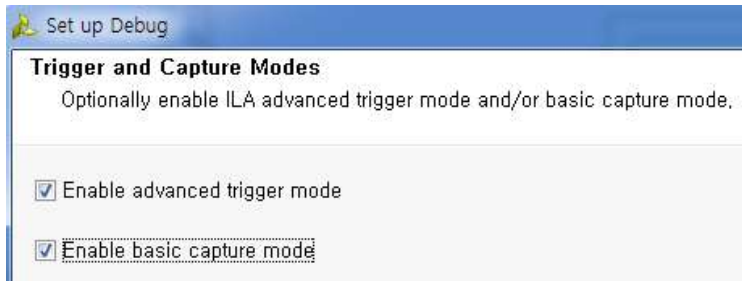 Set up Debug
Trigger and Capture Modes
Optionally enable ILA advanced trigger mode and/or basic capture mode,
Enable advanced trigger mode
Enable basic capture mode